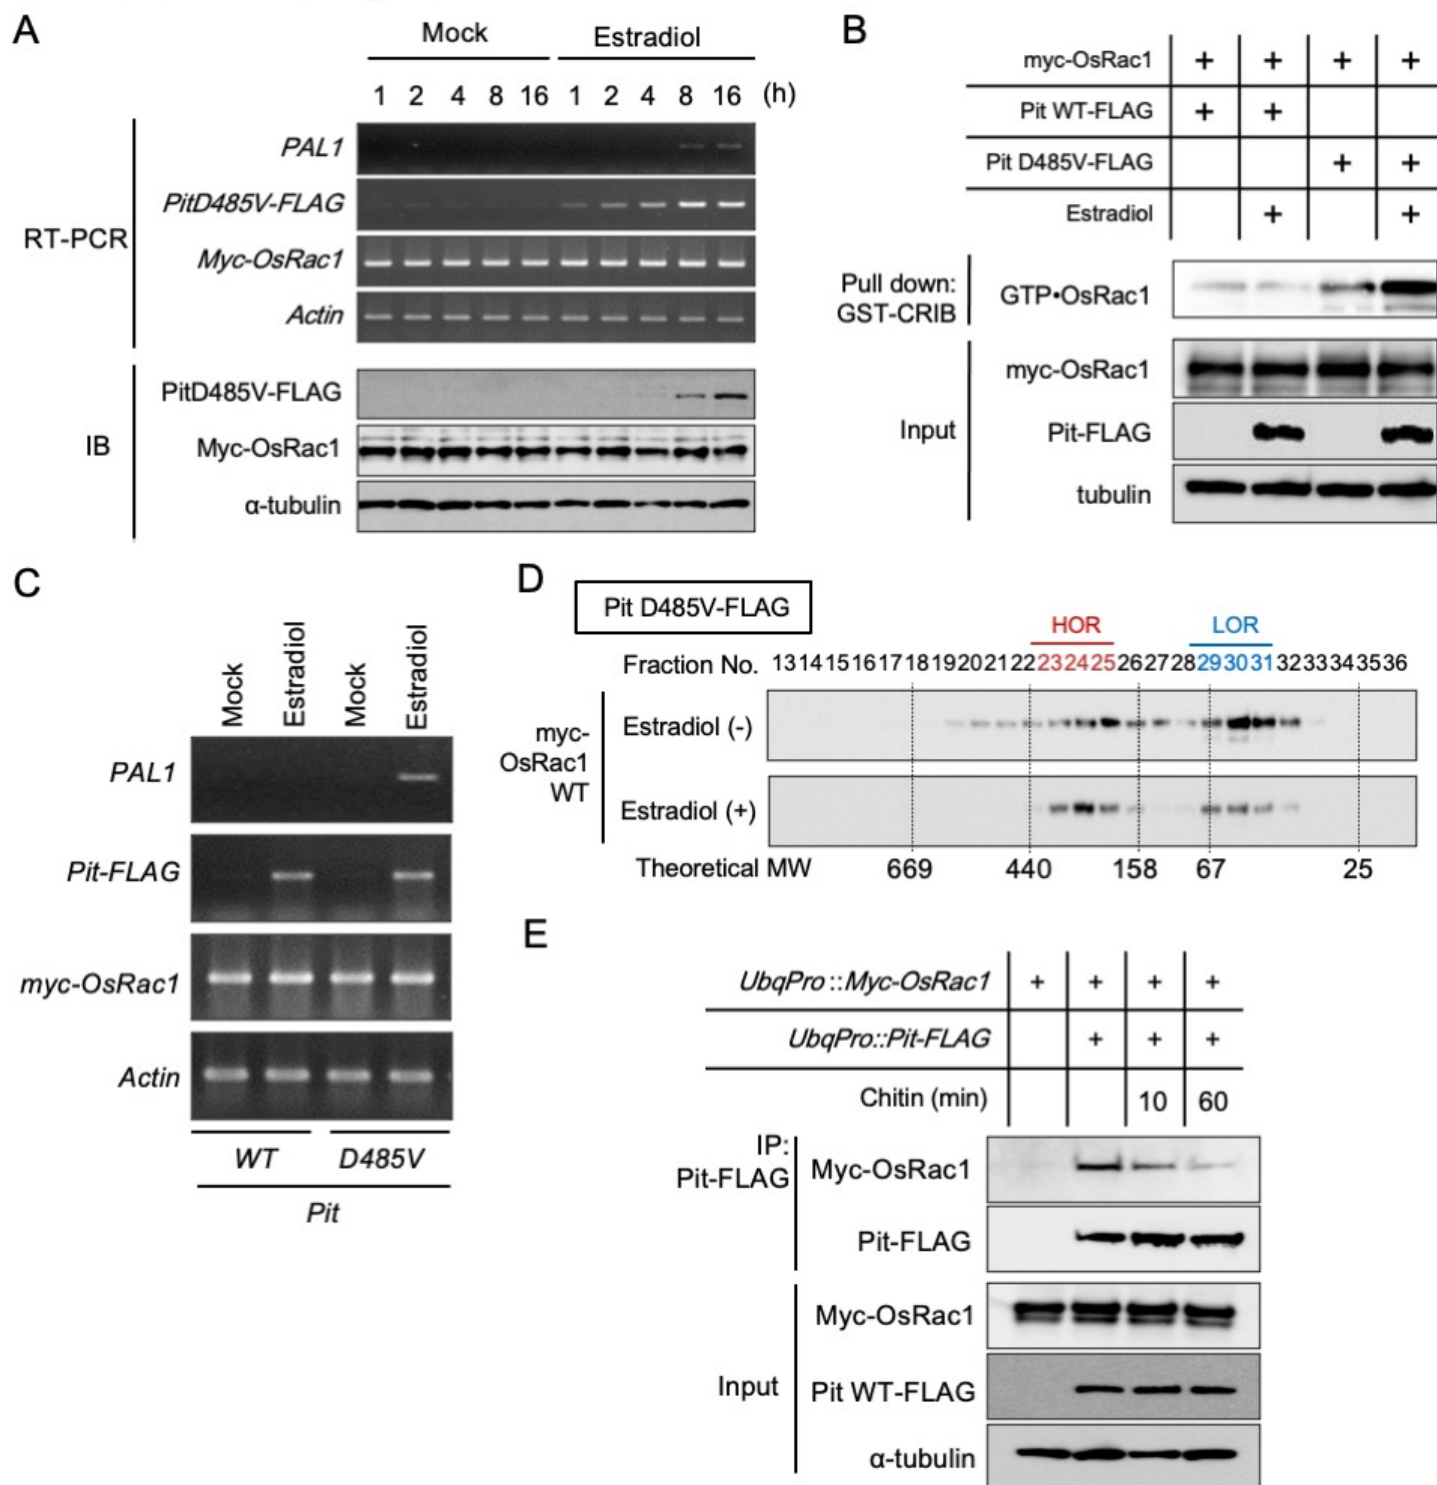 A
Mock Estradiol
1 2 4 8 16 1 2 4 8 16 (h)
RT-PCR
PAL1
PitD485V-FLAG
Myc-OsRac1
Actin
IB
PitD485V-FLAG
Myc-OsRac1
α-tubulin
B
myc-OsRac1 + + + +
Pit WT-FLAG + +
Pit D485V-FLAG + +
Estradiol + +
Pull down:
GST-CRIB
GTP•OsRac1
Input
myc-OsRac1
Pit-FLAG
tubulin
C
Mock Estradiol Mock Estradiol
PAL1
Pit-FLAG
myc-OsRac1
Actin
WT D485V
Pit
D
Pit D485V-FLAG
HOR LOR
Fraction No. 13 14 15 16 17 18 19 20 21 22 23 24 25 26 27 28 29 30 31 32 33 34 35 36
myc-
OsRac1
WT
Estradiol (-)
Estradiol (+)
Theoretical MW 669 440 158 67 25
E
UbqPro::Myc-OsRac1 + + + +
UbqPro::Pit-FLAG + + +
Chitin (min) 10 60
IP:
Pit-FLAG
Myc-OsRac1
Pit-FLAG
Input
Myc-OsRac1
Pit WT-FLAG
α-tubulin